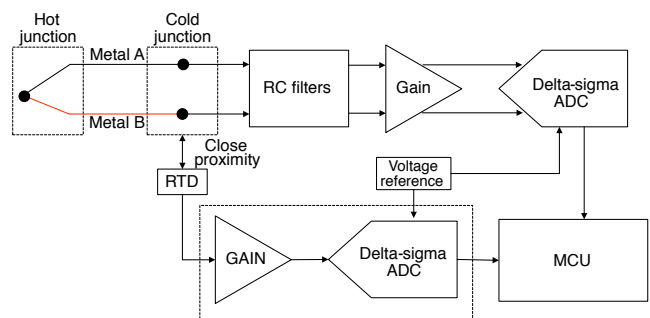 Hot
junction
Cold
junction
Metal A
Metal B
RC filters
Gain
Delta-sigma
ADC
Close
proximity
RTD
Voltage
reference
GAIN
Delta-sigma
ADC
MCU